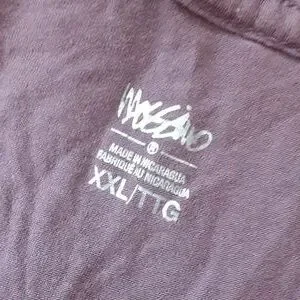 mossimo
®
MADE IN NICARAGUA
FABRIQUÉ AU NICARAGUA
XXL/TTG